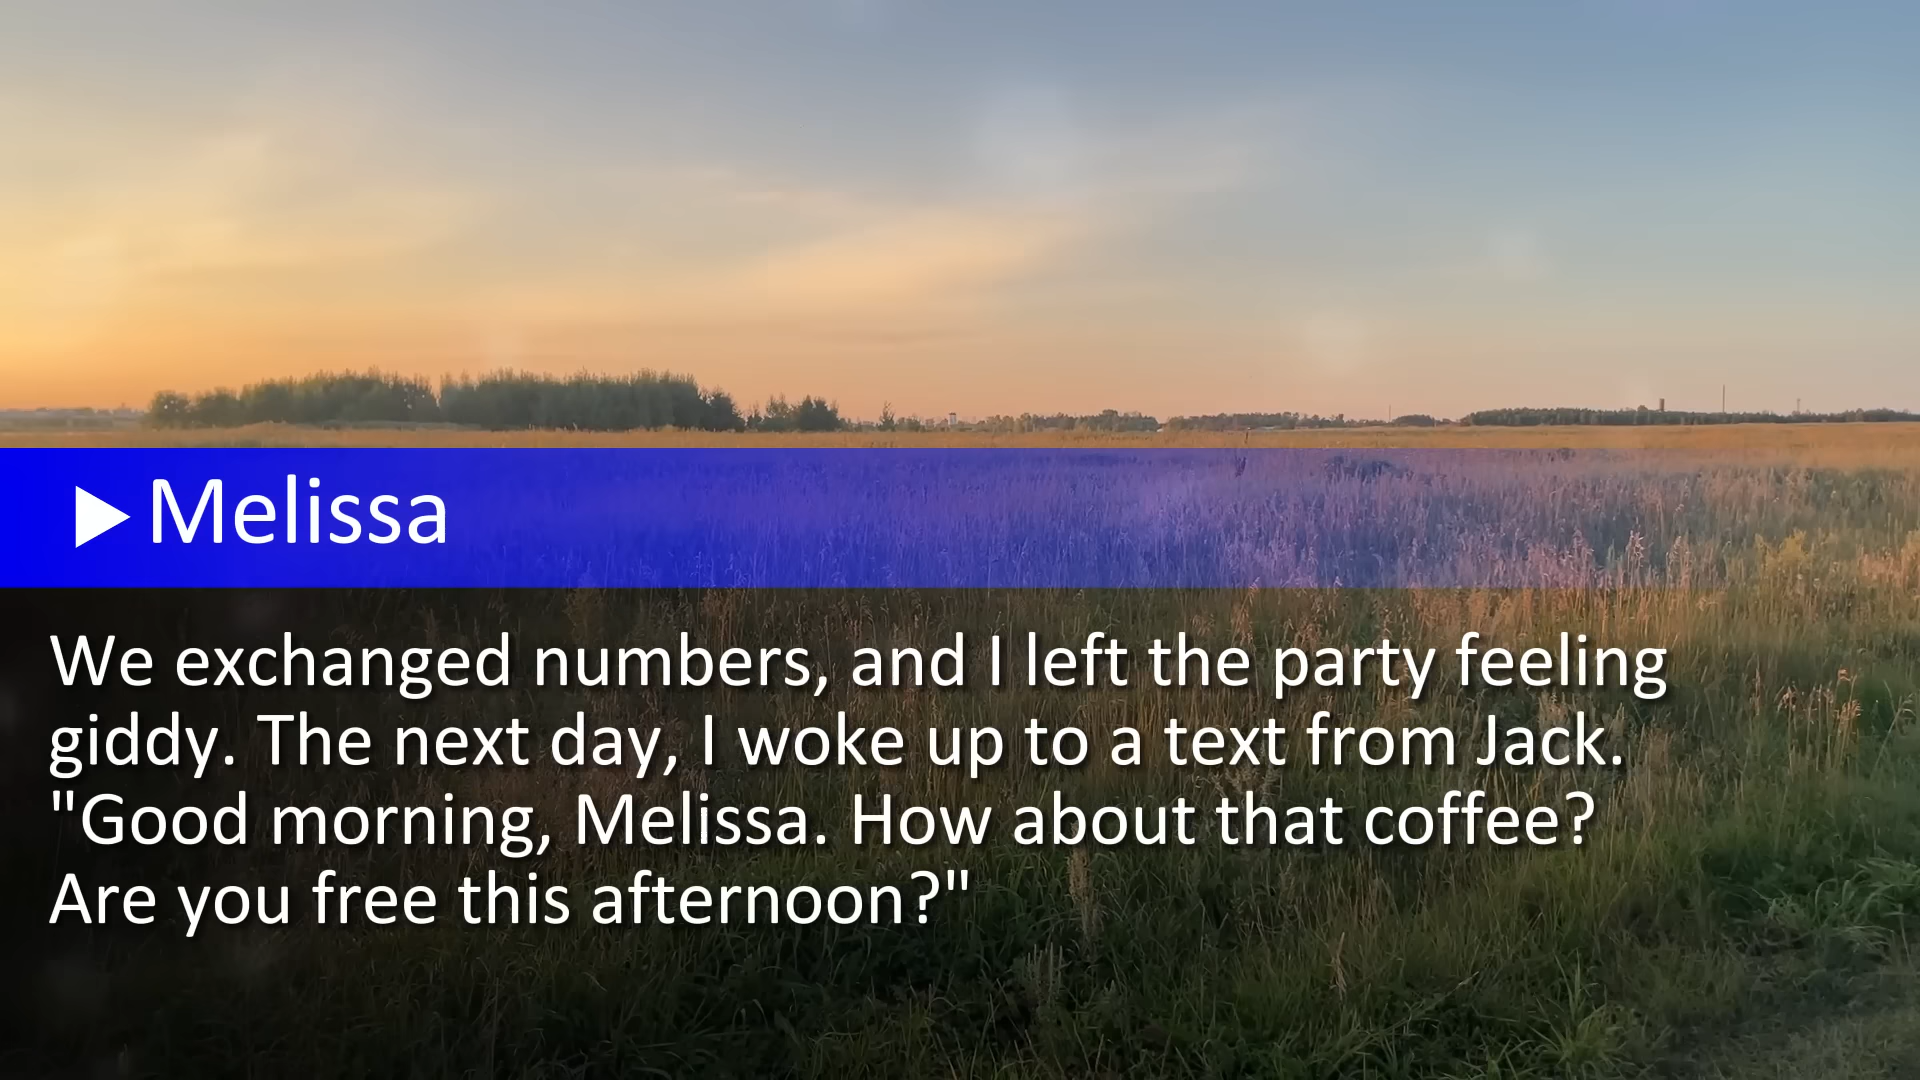 Melissa
We exchanged numbers, and I left the party feeling
giddy. The next day, I woke up to a text from Jack.
"Good morning, Melissa. How about that coffee?
Are you free this afternoon?"